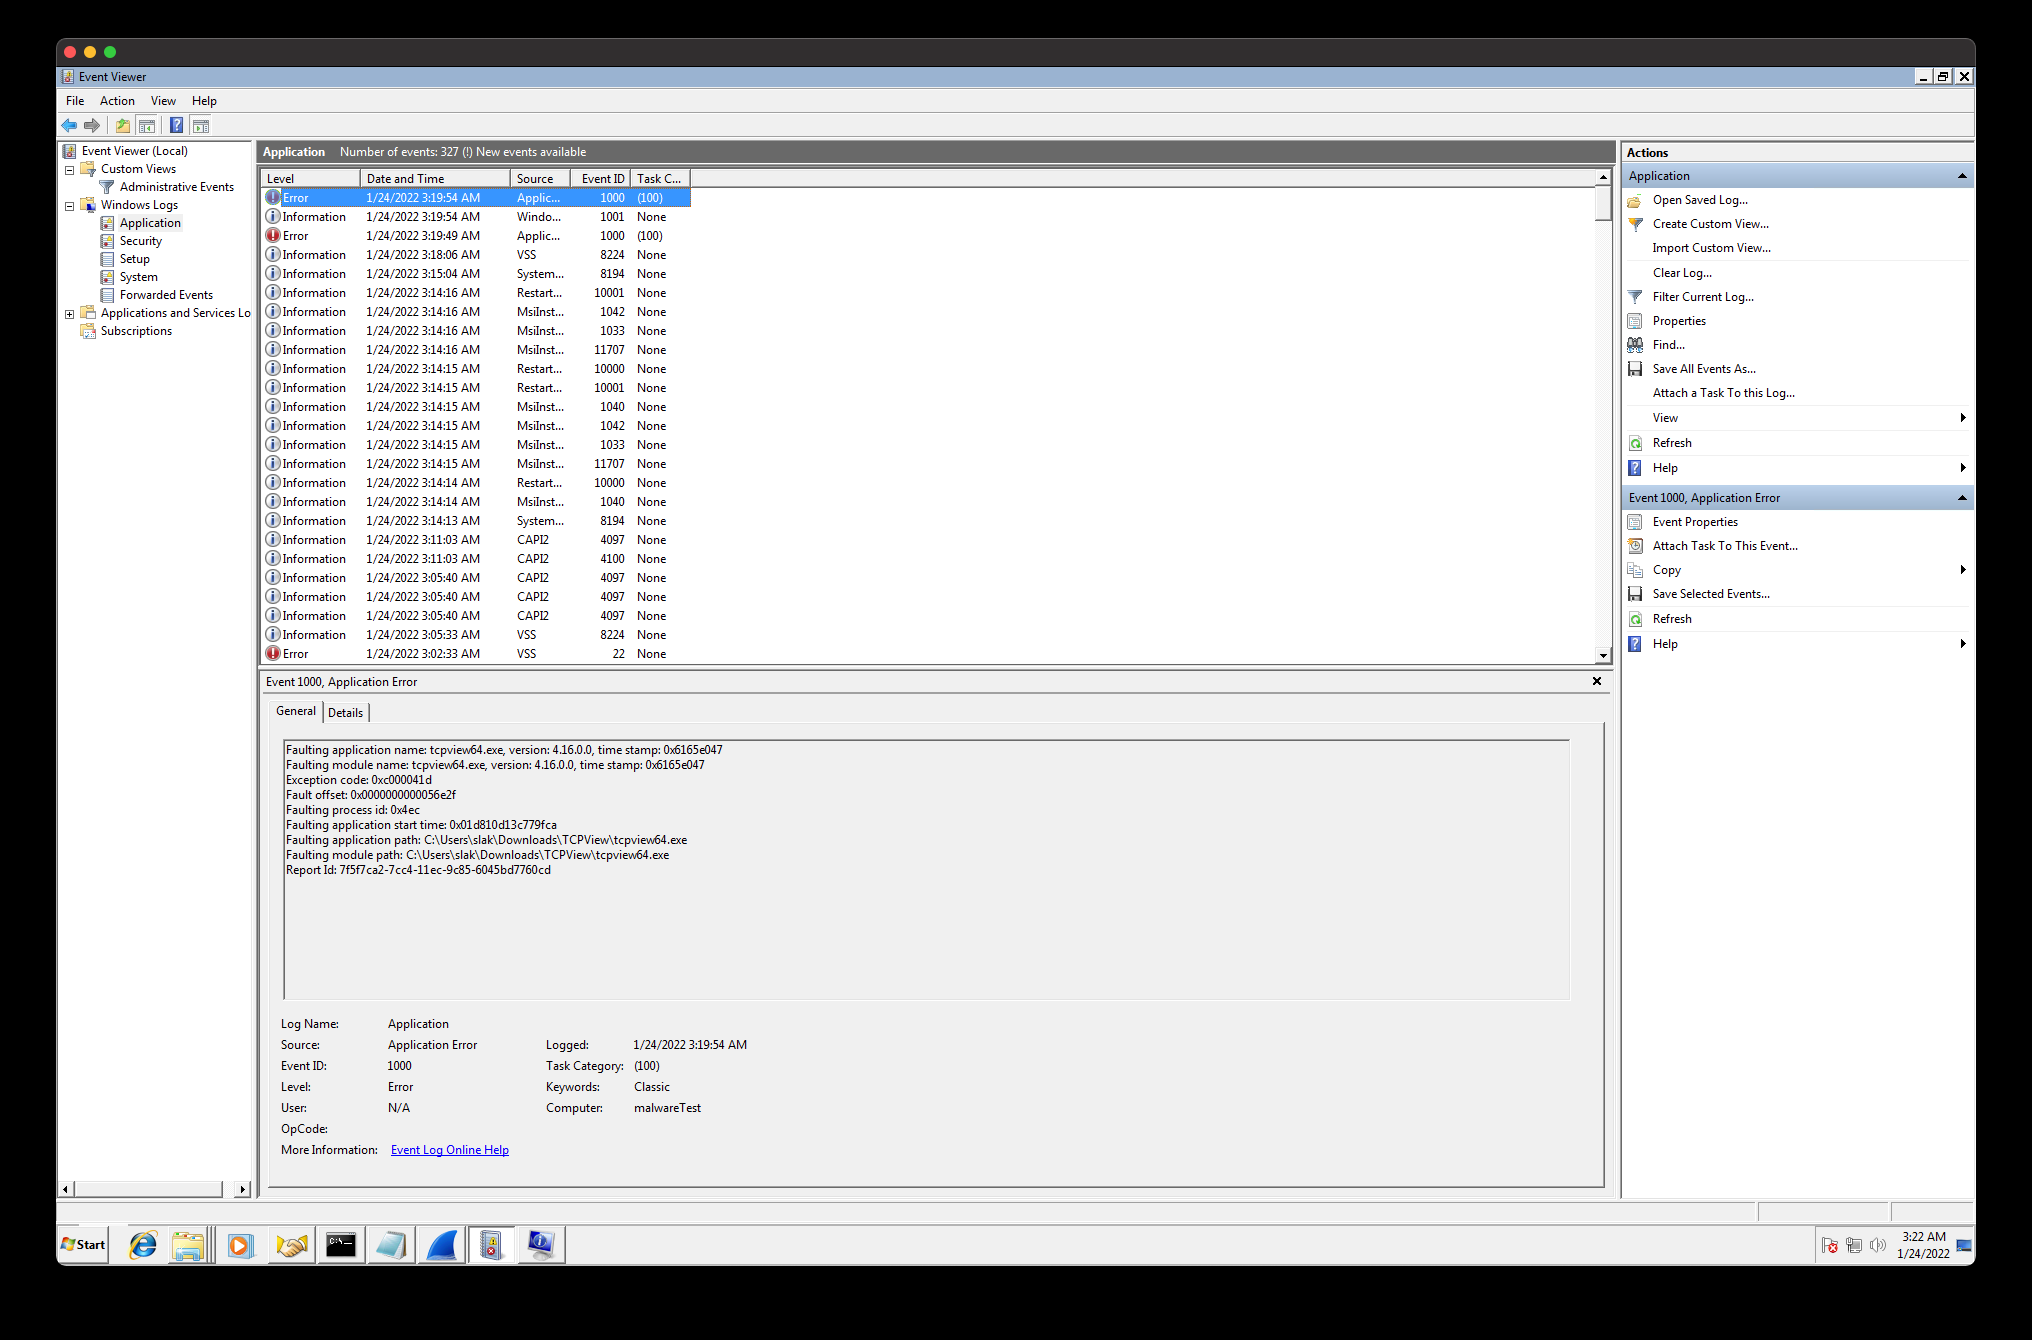 Event Viewer
File Action View Help
Event Viewer (Local)
Custom Views
Administrative Events
Windows Logs
Application
Security
Setup
System
Forwarded Events
Applications and Services Lo
Subscriptions
Application Number of events: 327 (!) New events available
Level Date and Time Source Event ID Task C...
Error 1/24/2022 3:19:54 AM Applic... 1000 (100)
Information 1/24/2022 3:19:54 AM Windo... 1001 None
Error 1/24/2022 3:19:49 AM Applic... 1000 (100)
Information 1/24/2022 3:18:06 AM VSS 8224 None
Information 1/24/2022 3:15:04 AM System... 8194 None
Information 1/24/2022 3:14:16 AM Restart... 10001 None
Information 1/24/2022 3:14:16 AM MsiInst... 1042 None
Information 1/24/2022 3:14:16 AM MsiInst... 1033 None
Information 1/24/2022 3:14:16 AM MsiInst... 11707 None
Information 1/24/2022 3:14:15 AM Restart... 10000 None
Information 1/24/2022 3:14:15 AM Restart... 10001 None
Information 1/24/2022 3:14:15 AM MsiInst... 1040 None
Information 1/24/2022 3:14:15 AM MsiInst... 1042 None
Information 1/24/2022 3:14:15 AM MsiInst... 1033 None
Information 1/24/2022 3:14:15 AM MsiInst... 11707 None
Information 1/24/2022 3:14:14 AM Restart... 10000 None
Information 1/24/2022 3:14:14 AM MsiInst... 1040 None
Information 1/24/2022 3:14:13 AM System... 8194 None
Information 1/24/2022 3:11:03 AM CAPI2 4097 None
Information 1/24/2022 3:11:03 AM CAPI2 4100 None
Information 1/24/2022 3:05:40 AM CAPI2 4097 None
Information 1/24/2022 3:05:40 AM CAPI2 4097 None
Information 1/24/2022 3:05:40 AM CAPI2 4097 None
Information 1/24/2022 3:05:33 AM VSS 8224 None
Error 1/24/2022 3:02:33 AM VSS 22 None
Event 1000, Application Error
General Details
Faulting application name: tcpview64.exe, version: 4.16.0.0, time stamp: 0x6165e047
Faulting module name: tcpview64.exe, version: 4.16.0.0, time stamp: 0x6165e047
Exception code: 0xc000041d
Fault offset: 0x0000000000056e2f
Faulting process id: 0x4ec
Faulting application start time: 0x01d810d13c779fca
Faulting application path: C:\Users\slak\Downloads\TCPView\tcpview64.exe
Faulting module path: C:\Users\slak\Downloads\TCPView\tcpview64.exe
Report Id: 7f5f7ca2-7cc4-11ec-9c85-6045bd7760cd
Log Name: Application
Source: Application Error Logged: 1/24/2022 3:19:54 AM
Event ID: 1000 Task Category: (100)
Level: Error Keywords: Classic
User: N/A Computer: malwareTest
OpCode:
More Information: Event Log Online Help
Actions
Application
Open Saved Log...
Create Custom View...
Import Custom View...
Clear Log...
Filter Current Log...
Properties
Find...
Save All Events As...
Attach a Task To this Log...
View
Refresh
Help
Event 1000, Application Error
Event Properties
Attach Task To This Event...
Copy
Save Selected Events...
Refresh
Help
Start
3:22 AM
1/24/2022